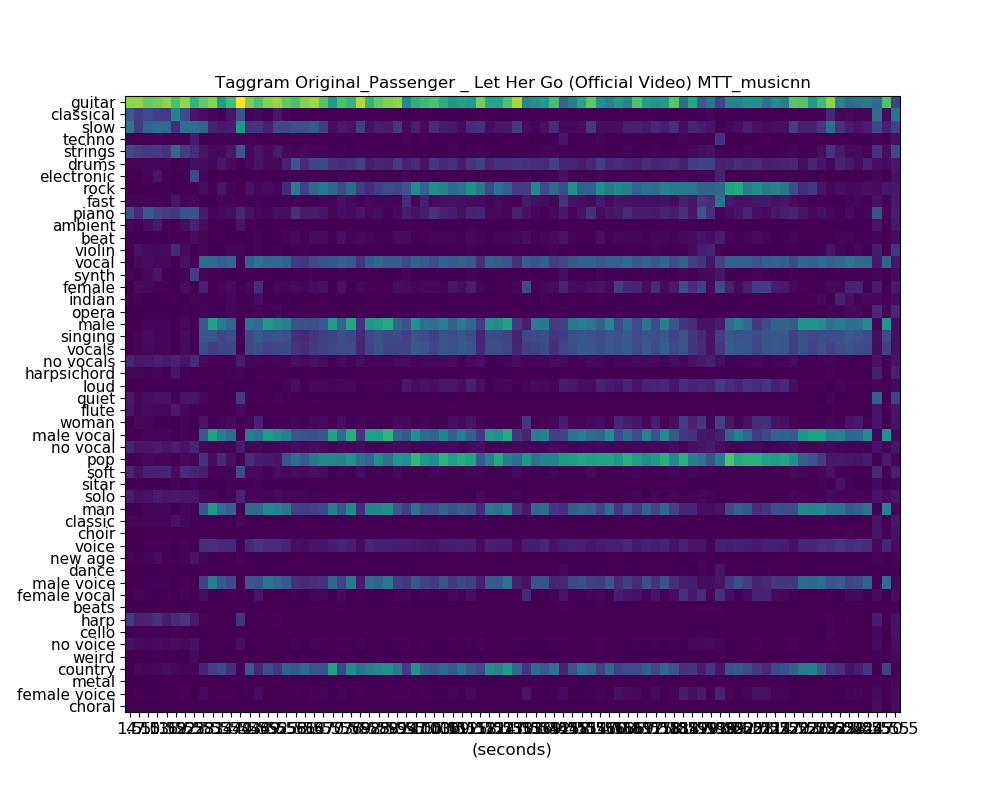 Taggram Original_Passenger _ Let Her Go (Official Video) MTT_musicnn
guitar
classical
slow
techno
strings
drums
electronic
rock
fast
piano
ambient
beat
violin
vocal
synth
female
indian
opera
male
singing
vocals
no vocals
harpsichord
loud
quiet
flute
woman
male vocal
no vocal
pop
soft
sitar
solo
man
classic
choir
voice
new age
dance
male voice
female vocal
beats
harp
cello
no voice
weird
country
metal
female voice
choral
(seconds)